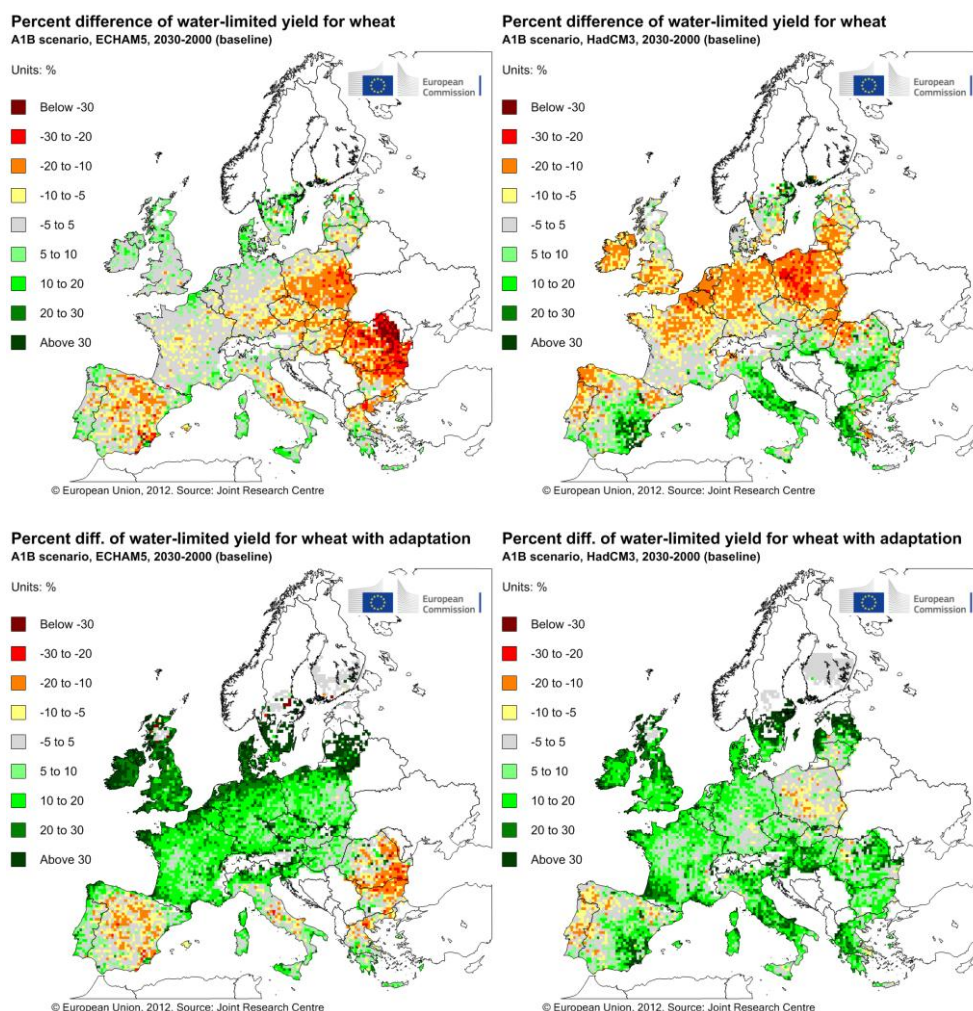 Percent difference of water-limited yield for wheat
A1B scenario, ECHAM5, 2030-2000 (baseline)
Units: %
European
Commission
Below -30
-30 to -20
-20 to -10
-10 to -5
-5 to 5
5 to 10
10 to 20
20 to 30
Above 30
© European Union, 2012. Source: Joint Research Centre
Percent difference of water-limited yield for wheat
A1B scenario, HadCM3, 2030-2000 (baseline)
Units: %
European
Commission
Below -30
-30 to -20
-20 to -10
-10 to -5
-5 to 5
5 to 10
10 to 20
20 to 30
Above 30
© European Union, 2012. Source: Joint Research Centre
Percent diff. of water-limited yield for wheat with adaptation
A1B scenario, ECHAM5, 2030-2000 (baseline)
Units: %
European
Commission
Below -30
-30 to -20
-20 to -10
-10 to -5
-5 to 5
5 to 10
10 to 20
20 to 30
Above 30
© European Union, 2012. Source: Joint Research Centre
Percent diff. of water-limited yield for wheat with adaptation
A1B scenario, HadCM3, 2030-2000 (baseline)
Units: %
European
Commission
Below -30
-30 to -20
-20 to -10
-10 to -5
-5 to 5
5 to 10
10 to 20
20 to 30
Above 30
© European Union, 2012. Source: Joint Research Centre